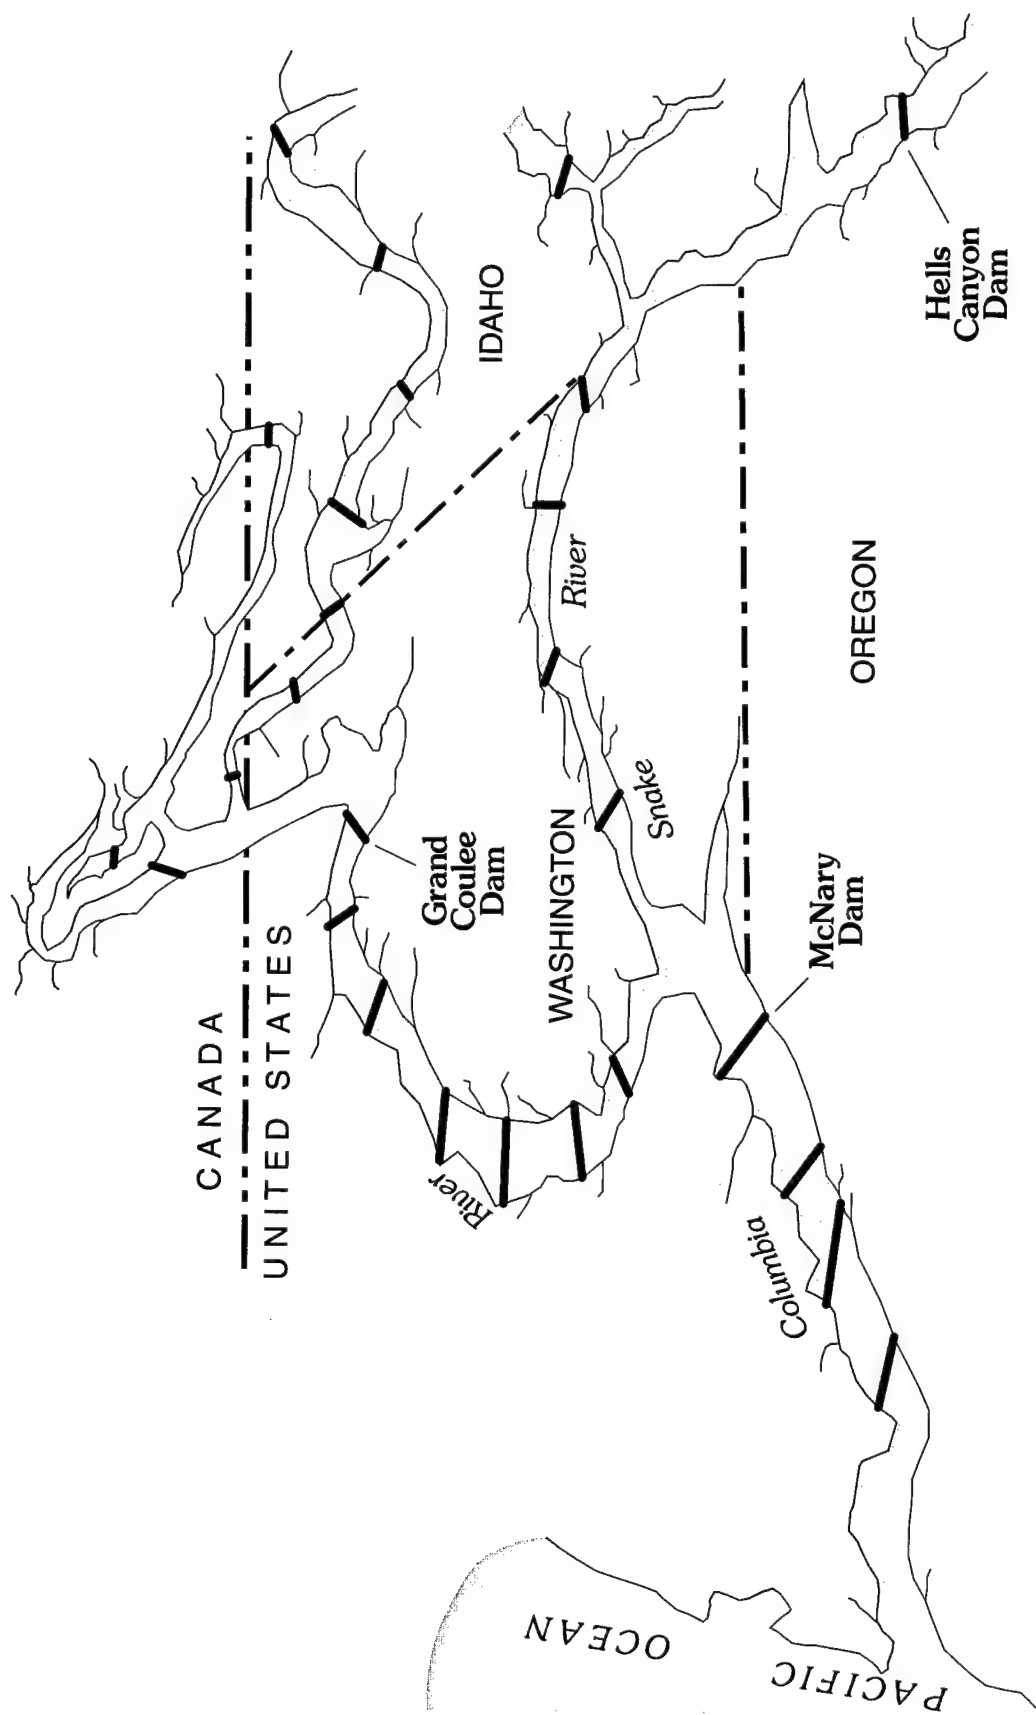 CANADA
UNITED STATES
IDAHO
Hells
Canyon
Dam
River
OREGON
Snake
WASHINGTON
Grand
Coulee
Dam
McNary
Dam
River
Columbia
PACIFIC
OCEAN